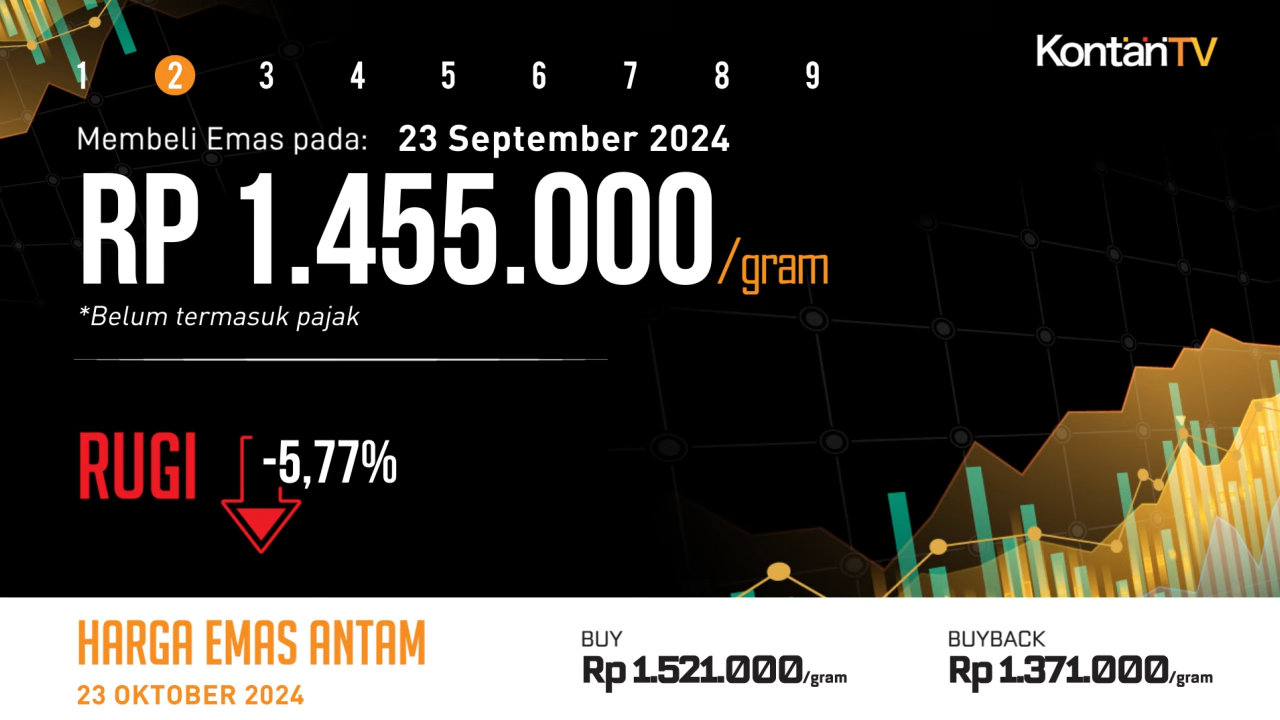 KontanTV
1 2 3 4 5 6 7 8 9
Membeli Emas pada: 23 September 2024
RP 1.455.000/gram
*Belum termasuk pajak
RUGI -5,77%
HARGA EMAS ANTAM
23 OKTOBER 2024
BUY
Rp 1.521.000/gram
BUYBACK
Rp 1.371.000/gram